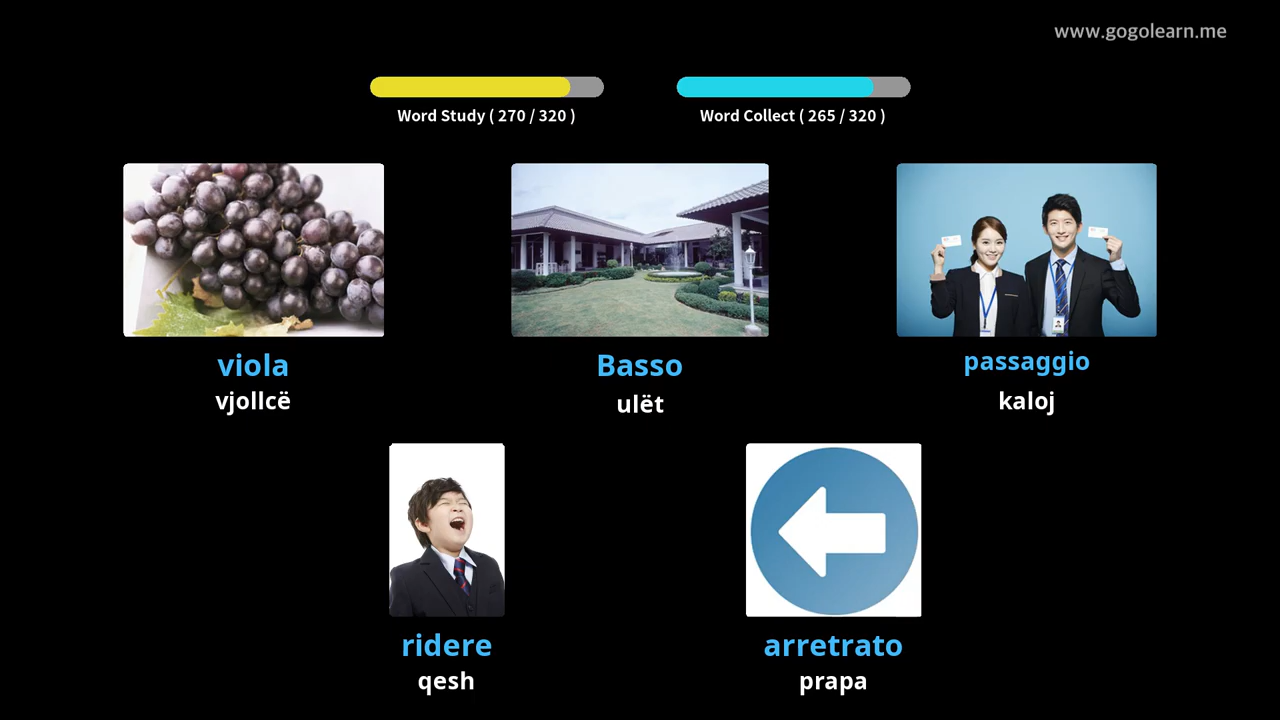 www.gogolearn.me
Word Study ( 270 / 320 )
Word Collect ( 265 / 320 )
viola
vjollcë
Basso
ulët
passaggio
kaloj
ridere
qesh
arretrato
prapa